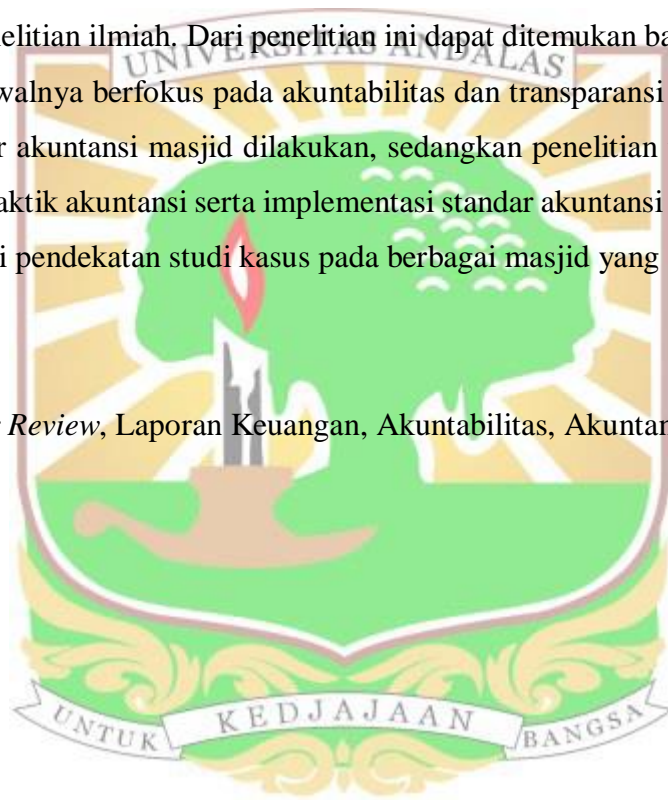 elitian ilmiah. Dari penelitian ini dapat ditemukan ba
UNIVERSITAS ANDALAS
walnya berfokus pada akuntabilitas dan transparansi
r akuntansi masjid dilakukan, sedangkan penelitian
aktik akuntansi serta implementasi standar akuntansi
i pendekatan studi kasus pada berbagai masjid yang
r Review, Laporan Keuangan, Akuntabilitas, Akuntan
UNTUK KEDJAJAAN BANGSA